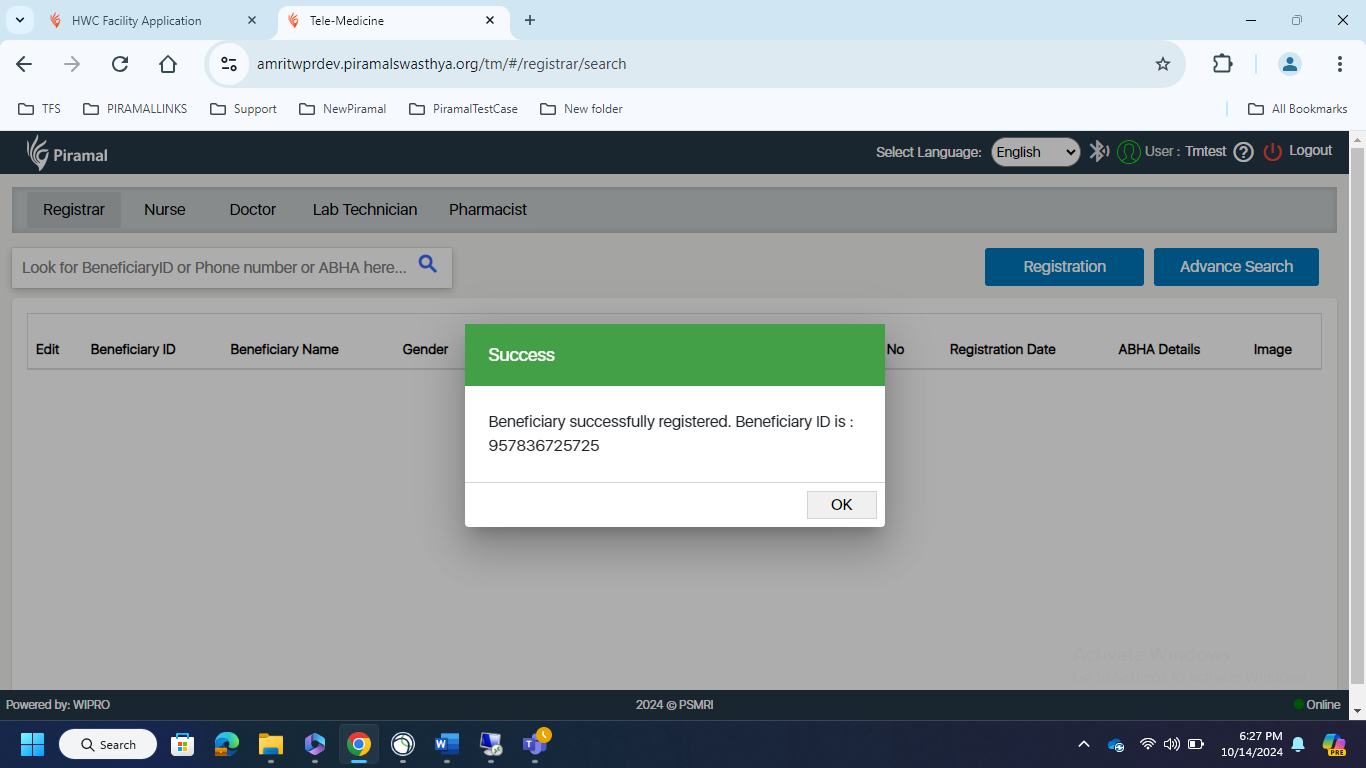 HWC Facility Application
Tele-Medicine
amritwprdev.piramalswasthya.org/tm/#/registrar/search
TFS
PIRAMALLINKS
Support
NewPiramal
PiramalTestCase
New folder
All Bookmarks
Piramal
Select Language:
English
User : Tmtest
Logout
Registrar
Nurse
Doctor
Lab Technician
Pharmacist
Look for BeneficiaryID or Phone number or ABHA here...
Registration
Advance Search
Edit
Beneficiary ID
Beneficiary Name
Gender
No
Registration Date
ABHA Details
Image
Success
Beneficiary successfully registered. Beneficiary ID is :
957836725725
OK
Activate Windows
Powered by: WIPRO
2024 © PSMRI
Online
Search
6:27 PM
10/14/2024
PRE